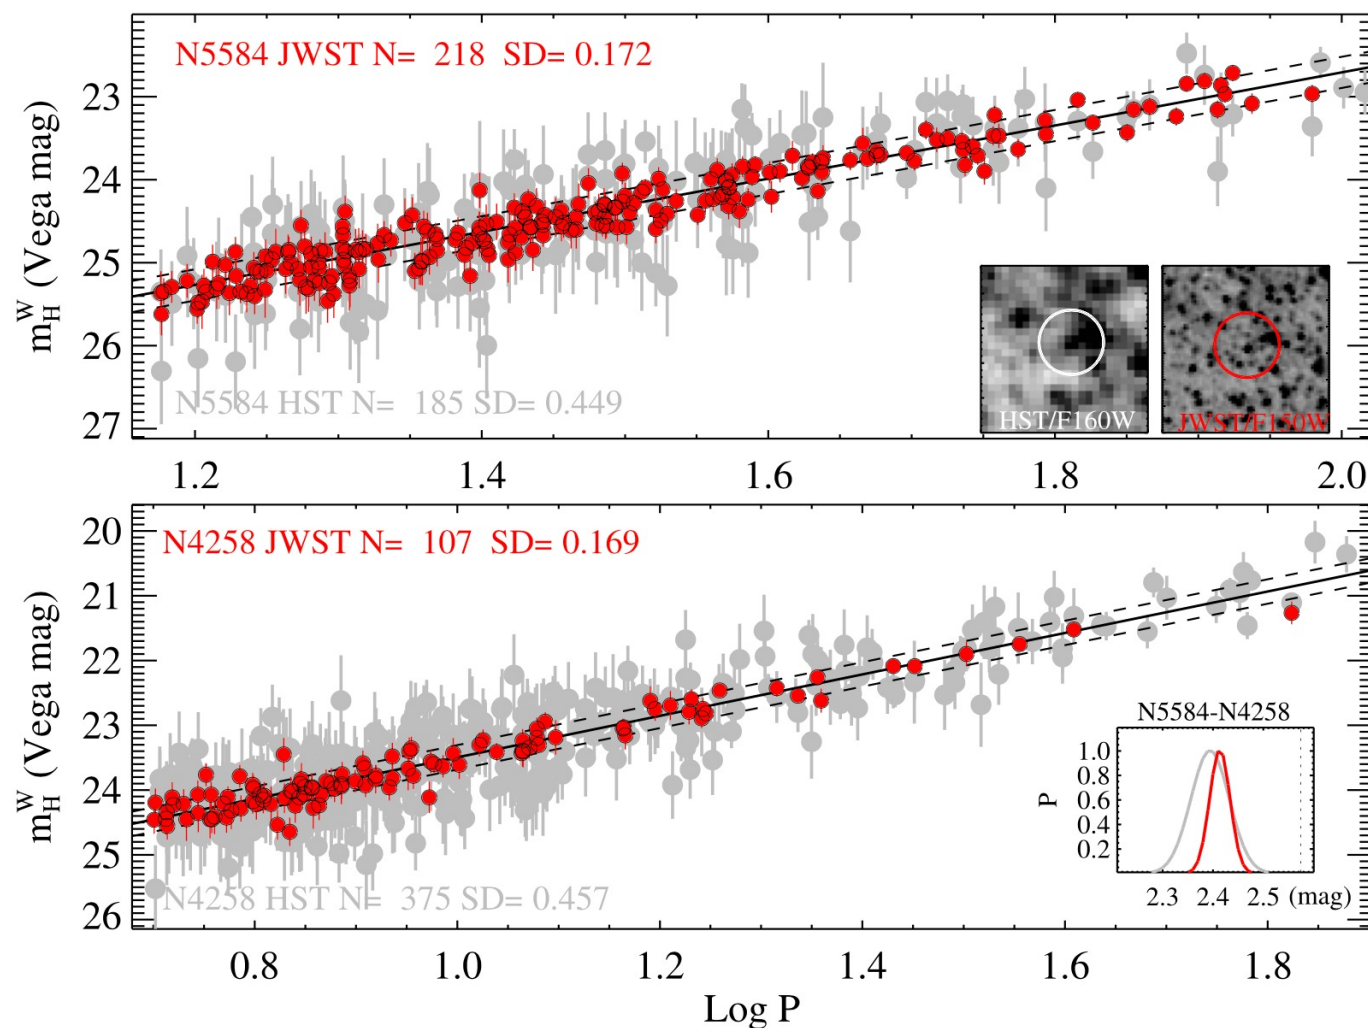 N5584 JWST N= 218 SD= 0.172
23
24
25
26
27
m_H^W (Vega mag)
N5584 HST N= 185 SD= 0.449
HST/F160W
JWST/F150W
1.2 1.4 1.6 1.8 2.0
N4258 JWST N= 107 SD= 0.169
20
21
22
23
24
25
26
m_H^W (Vega mag)
N5584-N4258
1.0
0.8
0.6
0.4
0.2
P
2.3 2.4 2.5 (mag)
N4258 HST N= 375 SD= 0.457
0.8 1.0 1.2 1.4 1.6 1.8
Log P